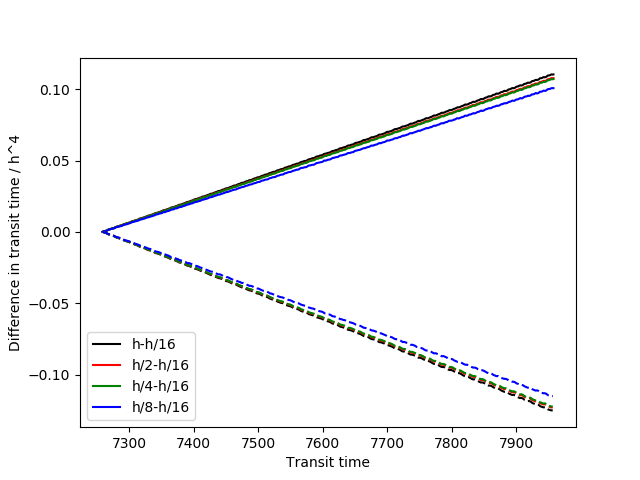 Difference in transit time / h^4
0.10
0.05
0.00
−0.05
−0.10
h-h/16
h/2-h/16
h/4-h/16
h/8-h/16
7300 7400 7500 7600 7700 7800 7900
Transit time